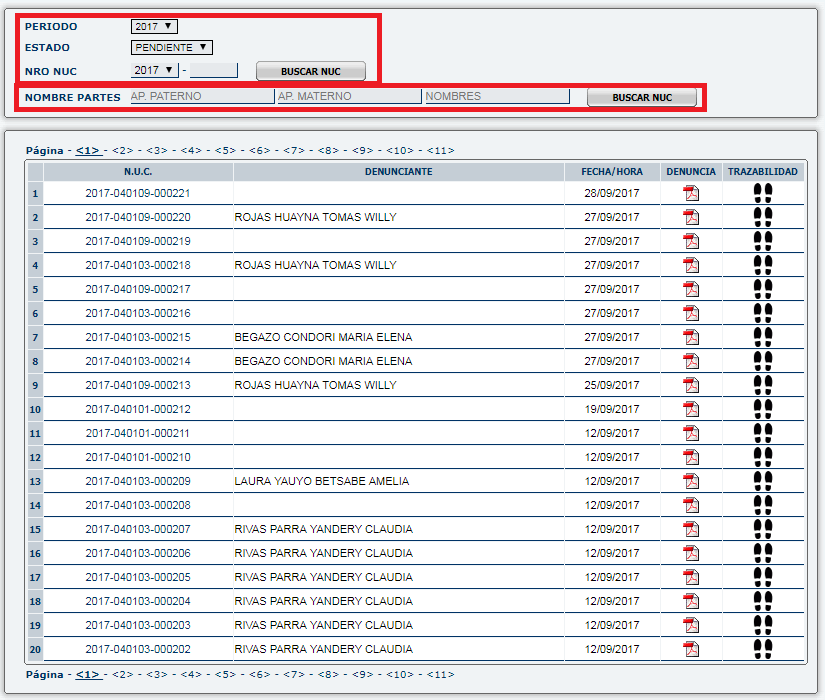 PERIODO 2017
ESTADO PENDIENTE
NRO NUC 2017 - BUSCAR NUC
NOMBRE PARTES AP. PATERNO AP. MATERNO NOMBRES BUSCAR NUC
Página - <1> - <2> - <3> - <4> - <5> - <6> - <7> - <8> - <9> - <10> - <11>
N.U.C. DENUNCIANTE FECHA/HORA DENUNCIA TRAZABILIDAD
1 2017-040109-000221 28/09/2017
2 2017-040109-000220 ROJAS HUAYNA TOMAS WILLY 27/09/2017
3 2017-040109-000219 27/09/2017
4 2017-040103-000218 ROJAS HUAYNA TOMAS WILLY 27/09/2017
5 2017-040109-000217 27/09/2017
6 2017-040103-000216 27/09/2017
7 2017-040103-000215 BEGAZO CONDORI MARIA ELENA 27/09/2017
8 2017-040103-000214 BEGAZO CONDORI MARIA ELENA 27/09/2017
9 2017-040109-000213 ROJAS HUAYNA TOMAS WILLY 25/09/2017
10 2017-040101-000212 19/09/2017
11 2017-040101-000211 12/09/2017
12 2017-040101-000210 12/09/2017
13 2017-040103-000209 LAURA YAUYO BETSABE AMELIA 12/09/2017
14 2017-040103-000208 12/09/2017
15 2017-040103-000207 RIVAS PARRA YANDERY CLAUDIA 12/09/2017
16 2017-040103-000206 RIVAS PARRA YANDERY CLAUDIA 12/09/2017
17 2017-040103-000205 RIVAS PARRA YANDERY CLAUDIA 12/09/2017
18 2017-040103-000204 RIVAS PARRA YANDERY CLAUDIA 12/09/2017
19 2017-040103-000203 RIVAS PARRA YANDERY CLAUDIA 12/09/2017
20 2017-040103-000202 RIVAS PARRA YANDERY CLAUDIA 12/09/2017
Página - <1> - <2> - <3> - <4> - <5> - <6> - <7> - <8> - <9> - <10> - <11>